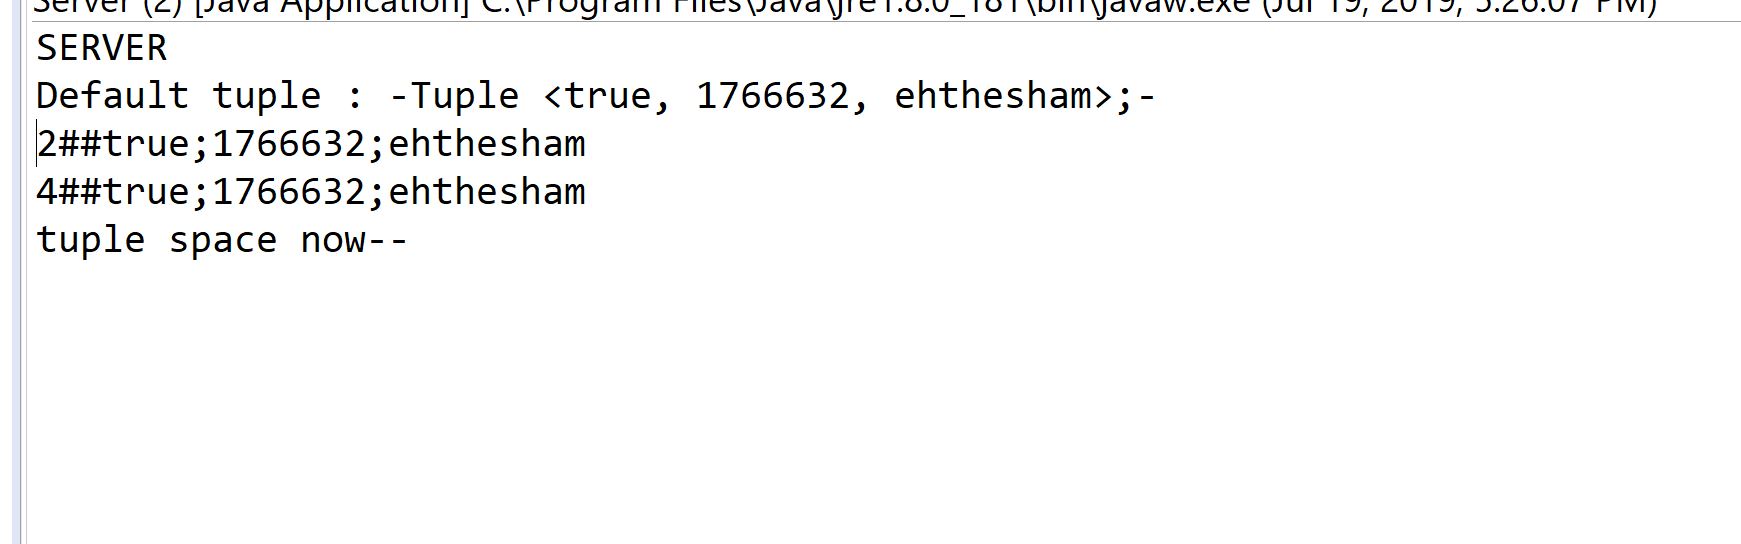 Server (2) [Java Application] C:\Program Files\Java\jre1.8.0_181\bin\javaw.exe (Jul 19, 2019, 5:26:07 PM)
SERVER
Default tuple : -Tuple <true, 1766632, ehthesham>;-
2##true;1766632;ehthesham
4##true;1766632;ehthesham
tuple space now--